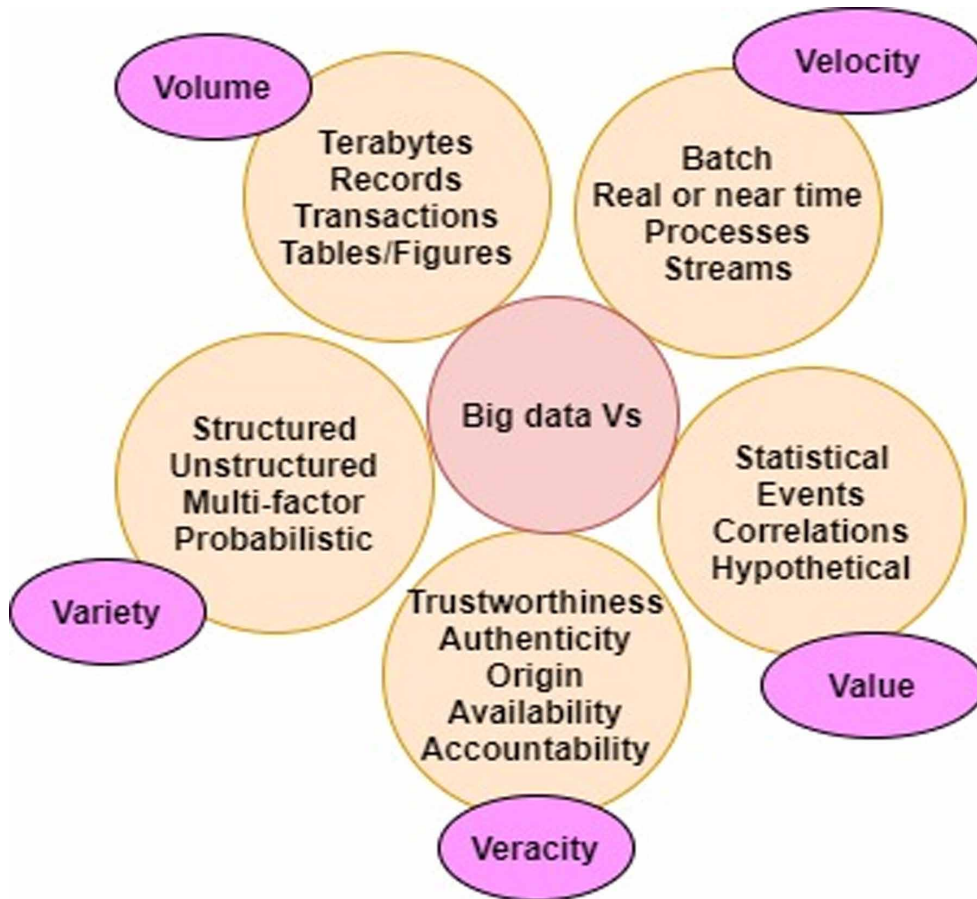 Volume
Terabytes
Records
Transactions
Tables/Figures
Velocity
Batch
Real or near time
Processes
Streams
Big data Vs
Structured
Unstructured
Multi-factor
Probabilistic
Variety
Statistical
Events
Correlations
Hypothetical
Value
Trustworthiness
Authenticity
Origin
Availability
Accountability
Veracity